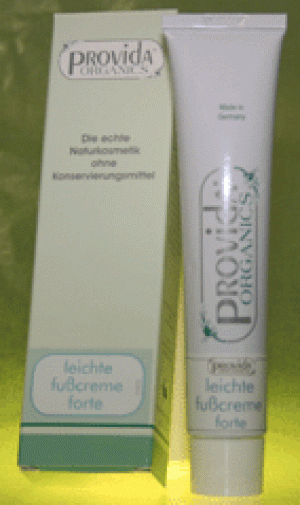 PROVIDA
ORGANICS
Die echte
Naturkosmetik
ohne
Konservierungsmittel
leichte
fußcreme
forte
Made in
Germany
PROVIDA
ORGANICS
PROVIDA
leichte
fußcreme
forte